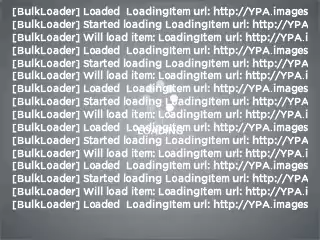 [BulkLoader] Loaded  LoadingItem url: http://YPA.images
[BulkLoader] Started loading LoadingItem url: http://YPA
[BulkLoader] Will load item: LoadingItem url: http://YPA.i
[BulkLoader] Loaded  LoadingItem url: http://YPA.images
[BulkLoader] Started loading LoadingItem url: http://YPA
[BulkLoader] Will load item: LoadingItem url: http://YPA.i
[BulkLoader] Loaded  LoadingItem url: http://YPA.images
[BulkLoader] Started loading LoadingItem url: http://YPA
[BulkLoader] Will load item: LoadingItem url: http://YPA.i
[BulkLoader] Loaded  LoadingItem url: http://YPA.images
LOADING
[BulkLoader] Started loading LoadingItem url: http://YPA
[BulkLoader] Will load item: LoadingItem url: http://YPA.i
[BulkLoader] Loaded  LoadingItem url: http://YPA.images
[BulkLoader] Started loading LoadingItem url: http://YPA
[BulkLoader] Will load item: LoadingItem url: http://YPA.i
[BulkLoader] Loaded  LoadingItem url: http://YPA.images